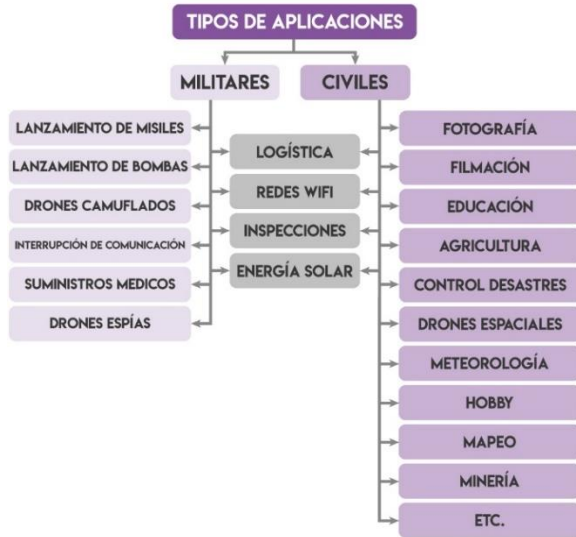 TIPOS DE APLICACIONES
MILITARES
CIVILES
LANZAMIENTO DE MISILES
LANZAMIENTO DE BOMBAS
DRONES CAMUFLADOS
INTERRUPCIÓN DE COMUNICACIÓN
SUMINISTROS MEDICOS
DRONES ESPÍAS
LOGÍSTICA
REDES WIFI
INSPECCIONES
ENERGÍA SOLAR
FOTOGRAFÍA
FILMACIÓN
EDUCACIÓN
AGRICULTURA
CONTROL DESASTRES
DRONES ESPACIALES
METEOROLOGÍA
HOBBY
MAPEO
MINERÍA
ETC.